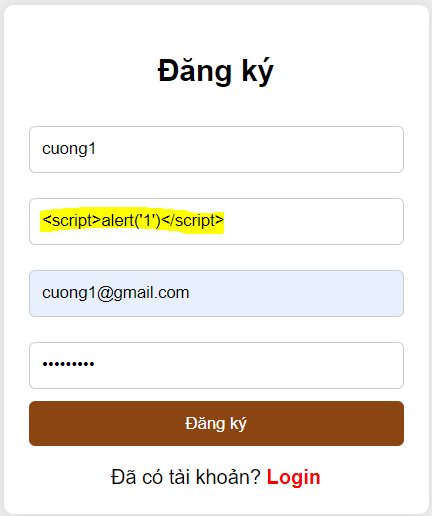 Đăng ký
cuong1
<script>alert('1')</script>
cuong1@gmail.com
•••••••••
Đăng ký
Đã có tài khoản? Login